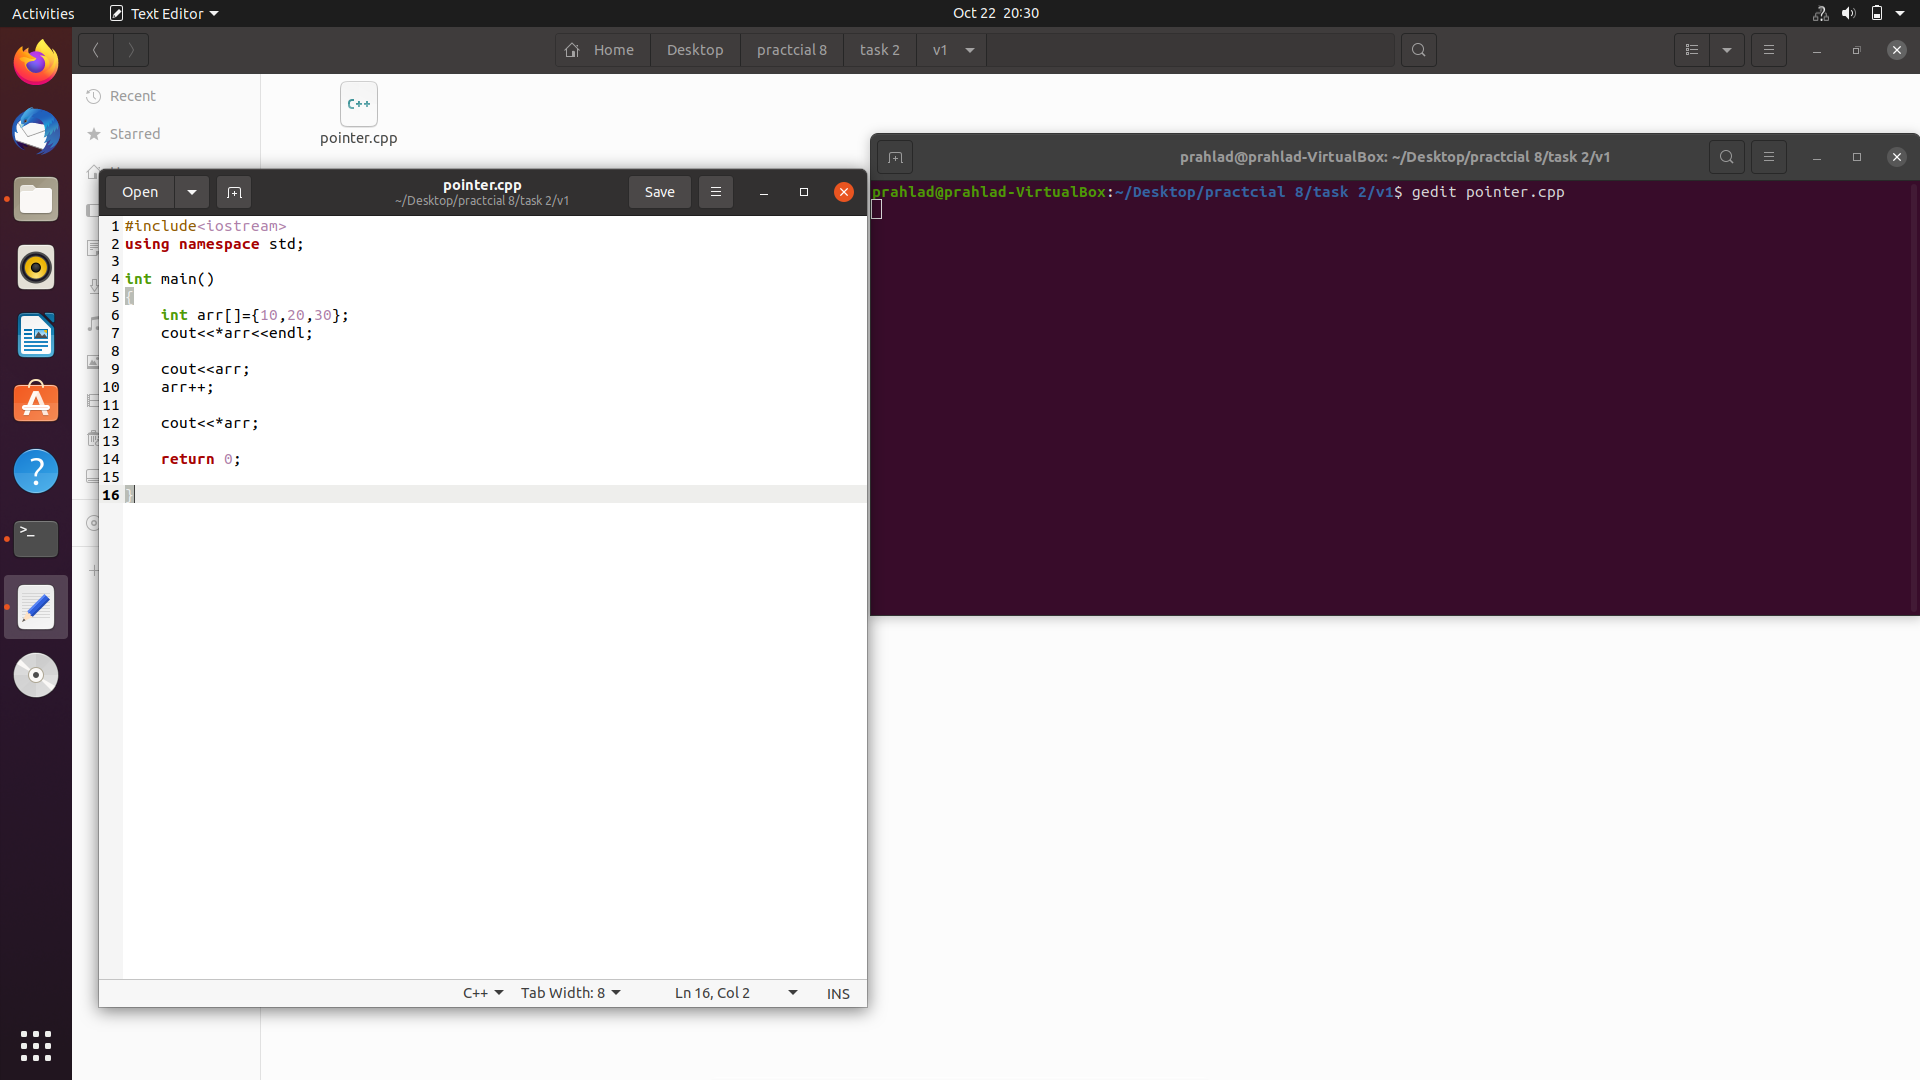 Activities
Text Editor
Oct 22 20:30
Home
Desktop
practcial 8
task 2
v1
Recent
Starred
C++
pointer.cpp
Open
pointer.cpp
~/Desktop/practcial 8/task 2/v1
Save
1 #include<iostream>
2 using namespace std;
3
4 int main()
5 {
6 int arr[]={10,20,30};
7 cout<<*arr<<endl;
8
9 cout<<arr;
10 arr++;
11
12 cout<<*arr;
13
14 return 0;
15
16 }
C++
Tab Width: 8
Ln 16, Col 2
INS
prahlad@prahlad-VirtualBox: ~/Desktop/practcial 8/task 2/v1
prahlad@prahlad-VirtualBox:~/Desktop/practcial 8/task 2/v1$ gedit pointer.cpp